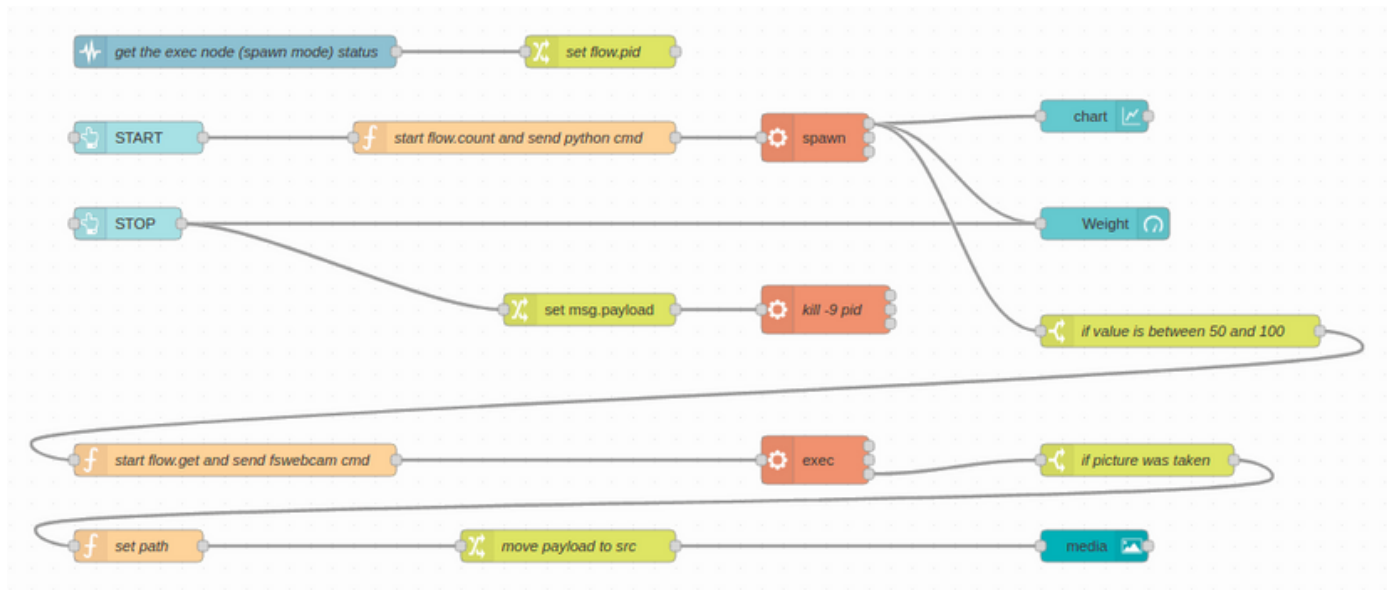 get the exec node (spawn mode) status
set flow.pid
START
start flow.count and send python cmd
spawn
chart
STOP
Weight
set msg.payload
kill -9 pid
if value is between 50 and 100
start flow.get and send fswebcam cmd
exec
if picture was taken
set path
move payload to src
media